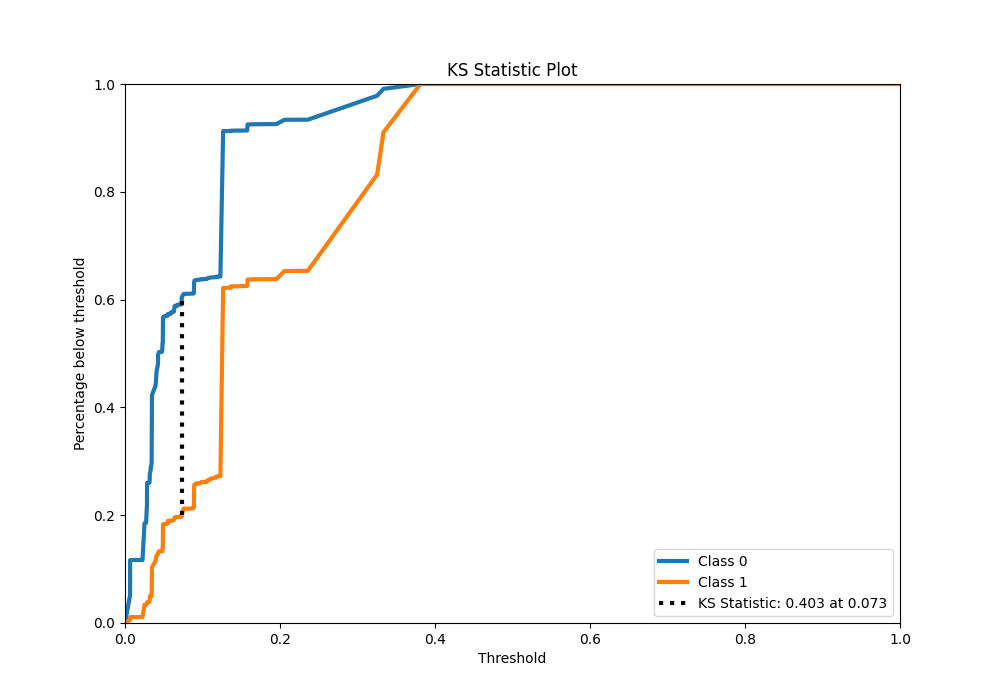 KS Statistic Plot
1.0
0.8
0.6
0.4
0.2
0.0
Percentage below threshold
0.0 0.2 0.4 0.6 0.8 1.0
Threshold
Class 0
Class 1
KS Statistic: 0.403 at 0.073